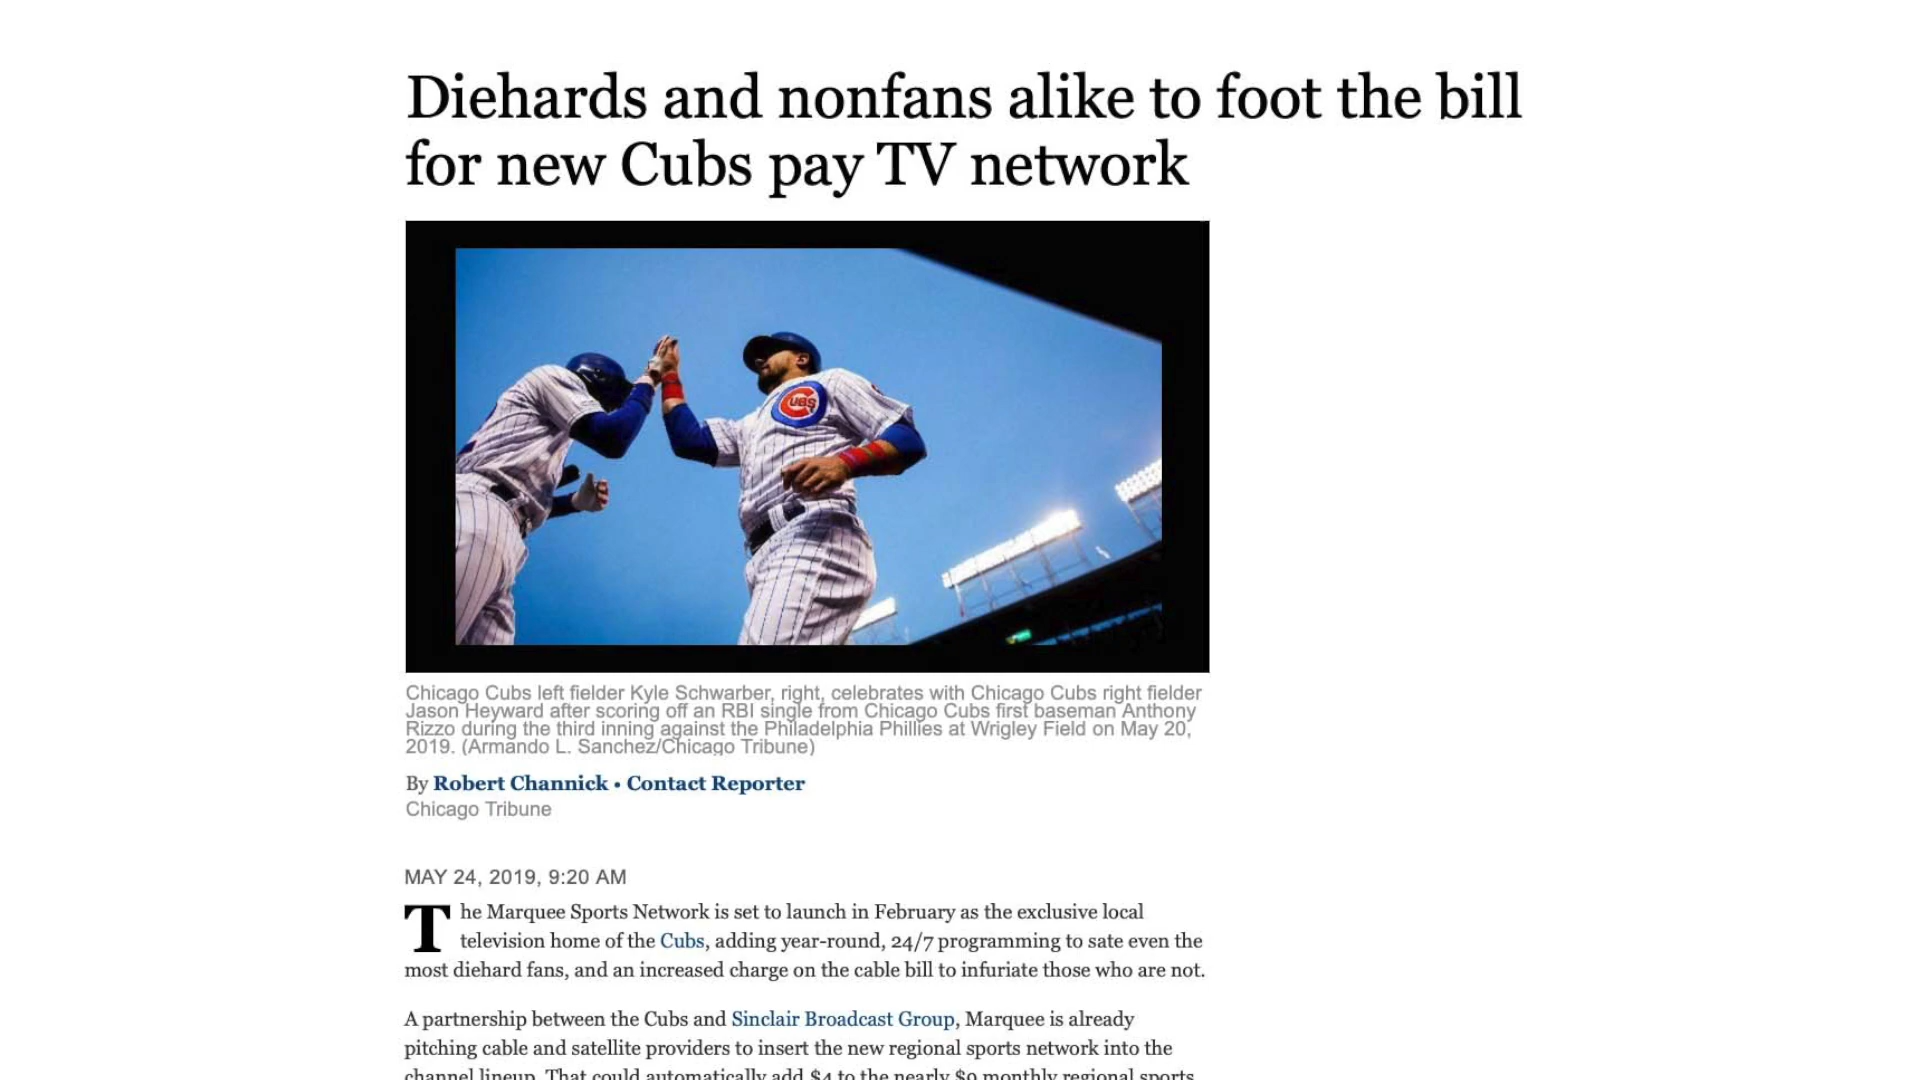 Diehards and nonfans alike to foot the bill
for new Cubs pay TV network
UBS
Chicago Cubs left fielder Kyle Schwarber, right, celebrates with Chicago Cubs right fielder
Jason Heyward after scoring off an RBI single from Chicago Cubs first baseman Anthony
Rizzo during the third inning against the Philadelphia Phillies at Wrigley Field on May 20,
2019. (Armando L. Sanchez/Chicago Tribune)
By Robert Channick • Contact Reporter
Chicago Tribune
MAY 24, 2019, 9:20 AM
The Marquee Sports Network is set to launch in February as the exclusive local
television home of the Cubs, adding year-round, 24/7 programming to sate even the
most diehard fans, and an increased charge on the cable bill to infuriate those who are not.
A partnership between the Cubs and Sinclair Broadcast Group, Marquee is already
pitching cable and satellite providers to insert the new regional sports network into the
channel lineup. That could automatically add $4 to the nearly $9 monthly regional sports